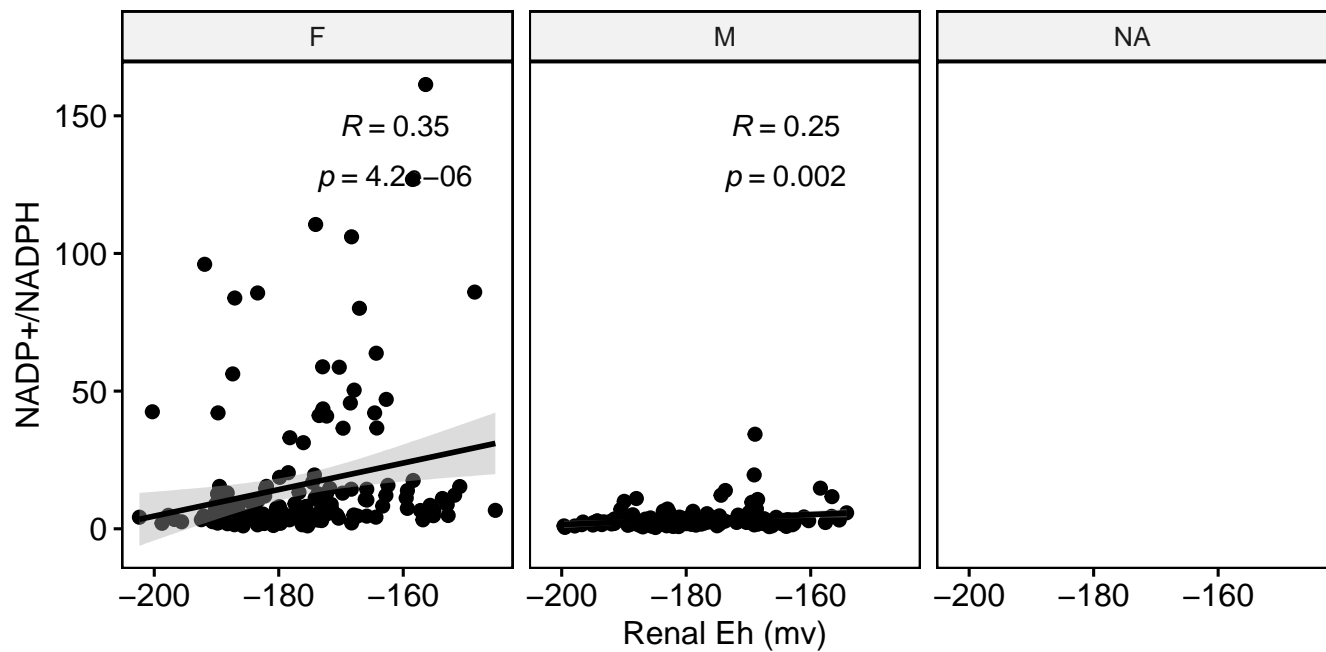 F
M
NA
NADP+/NADPH
150
100
50
0
R = 0.35
p = 4.2e−06
R = 0.25
p = 0.002
−200 −180 −160
−200 −180 −160
−200 −180 −160
Renal Eh (mv)